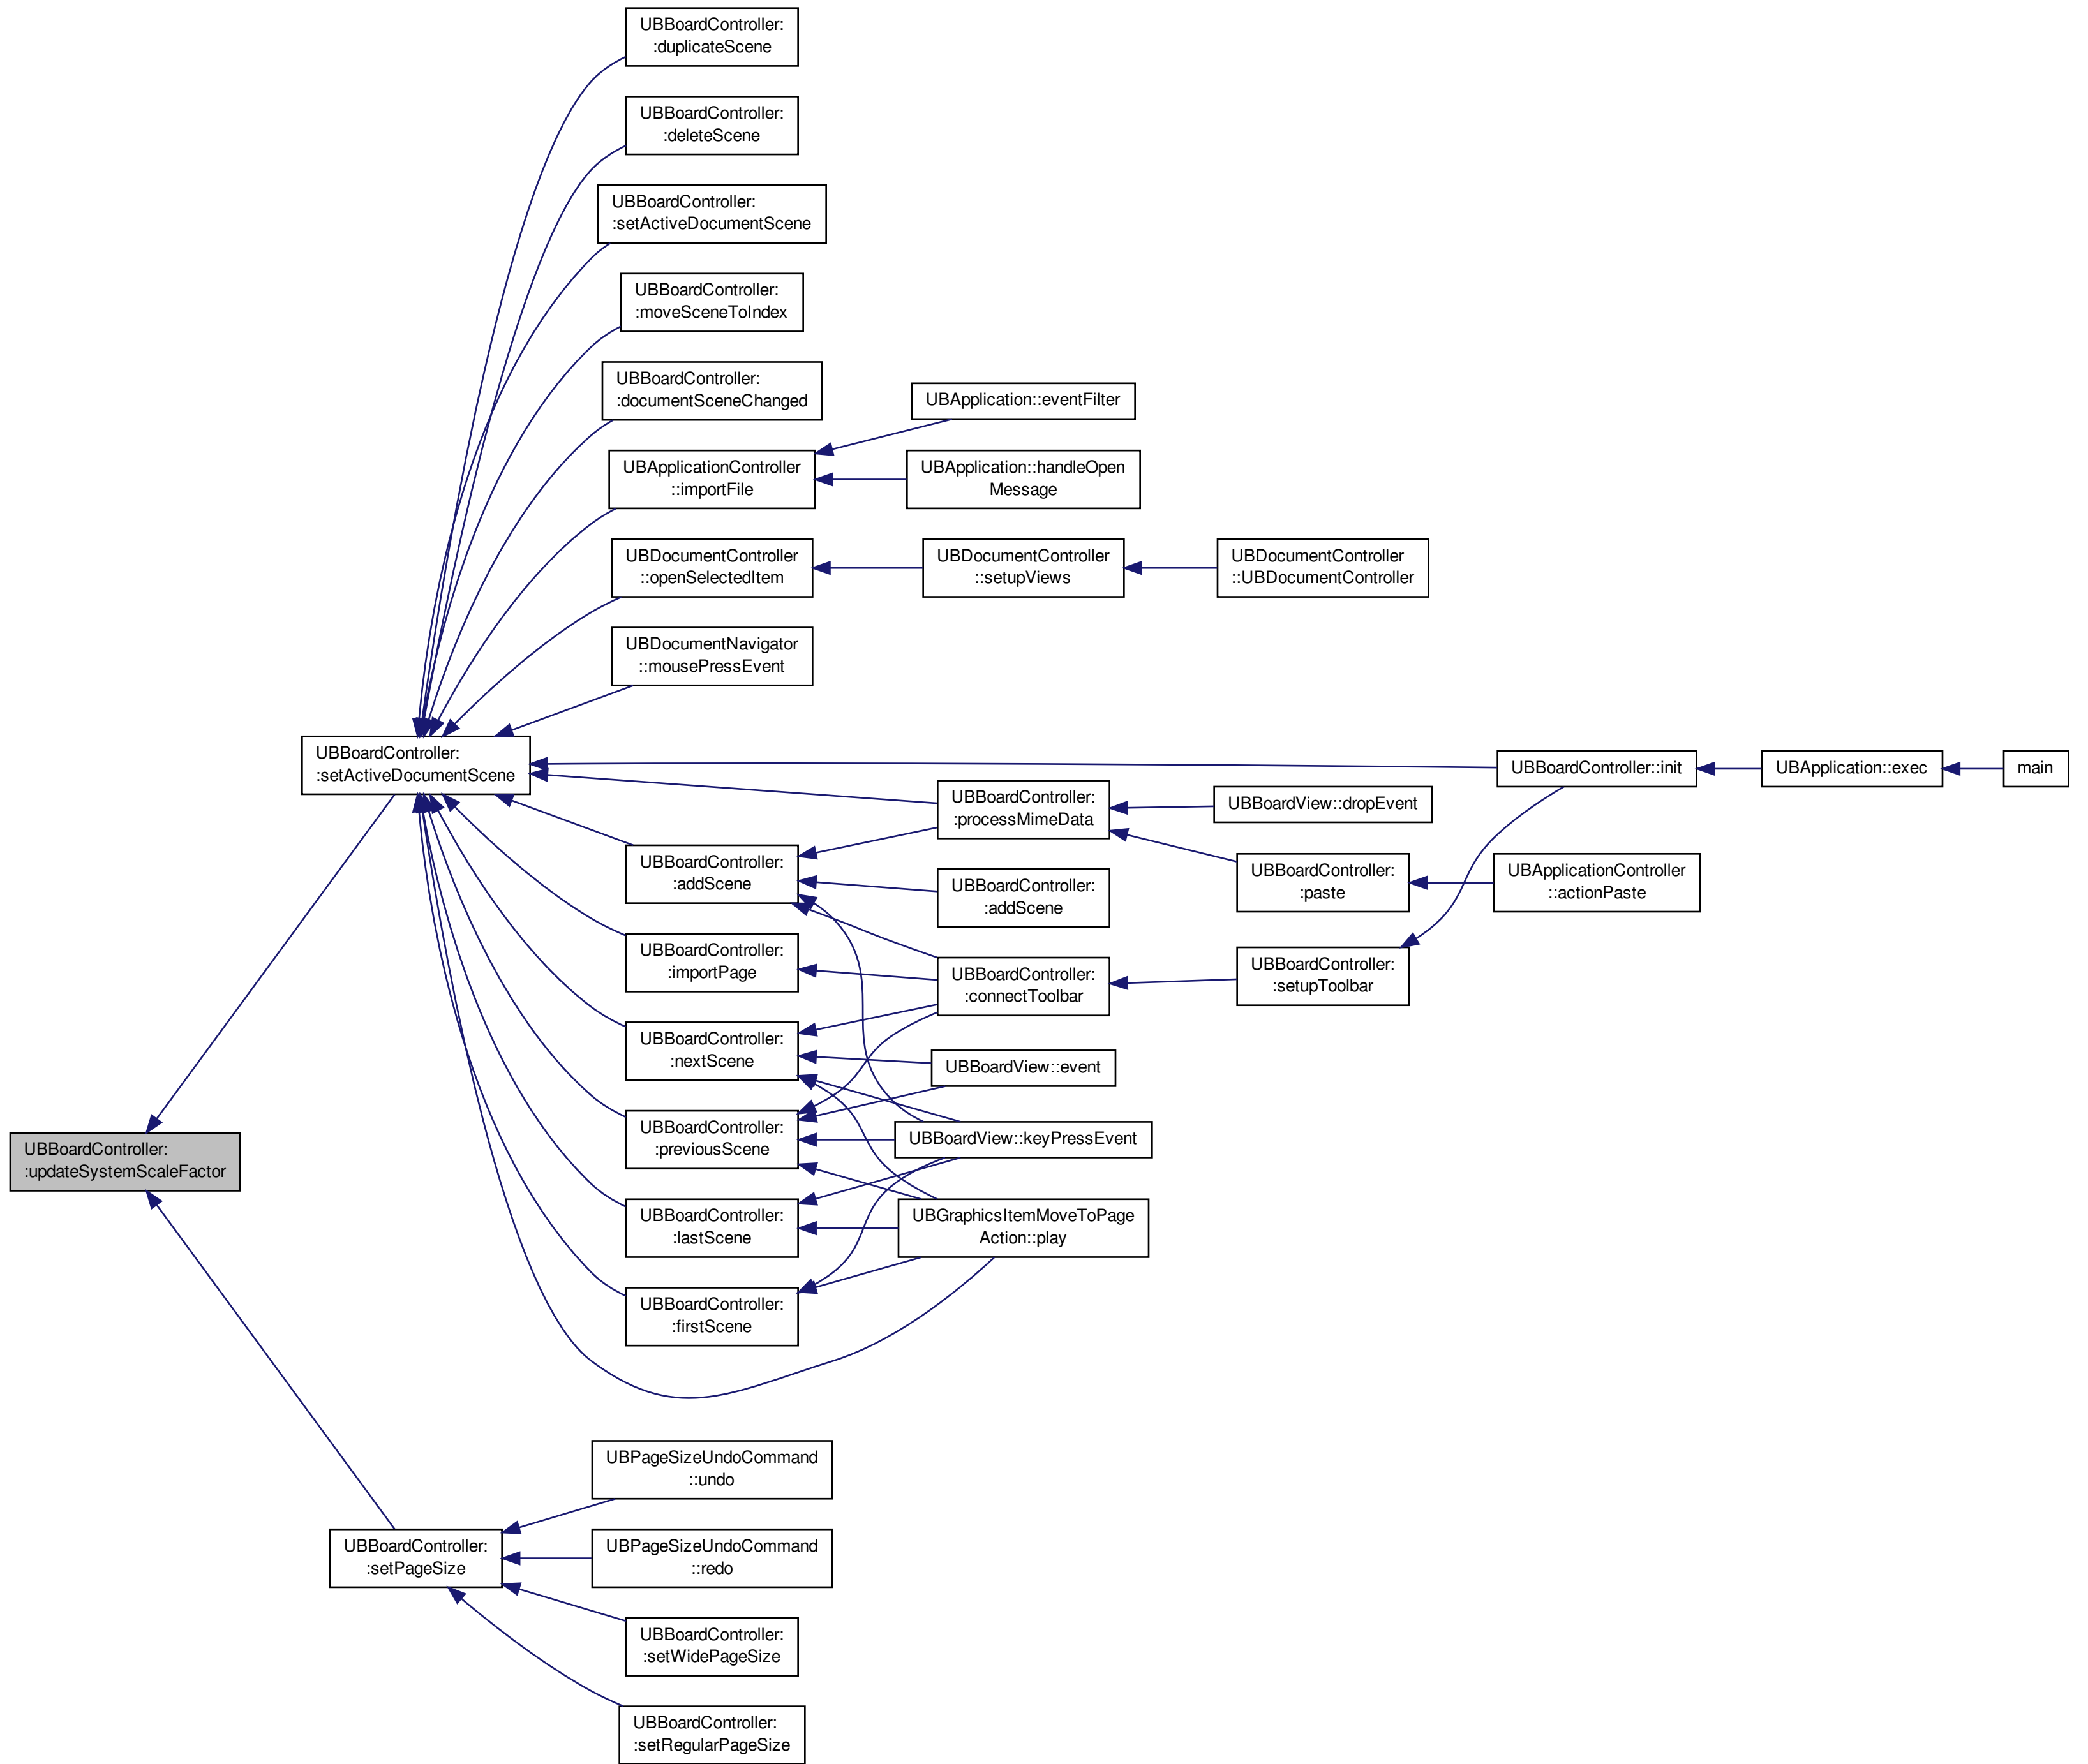 UBBoardController:
:duplicateScene
UBBoardController:
:deleteScene
UBBoardController:
:setActiveDocumentScene
UBBoardController:
:moveSceneToIndex
UBBoardController:
:documentSceneChanged
UBApplication::eventFilter
UBApplicationController
::importFile
UBApplication::handleOpen
Message
UBDocumentController
::openSelectedItem
UBDocumentController
::setupViews
UBDocumentController
::UBDocumentController
UBDocumentNavigator
::mousePressEvent
UBBoardController:
:setActiveDocumentScene
UBBoardController::init
UBApplication::exec
main
UBBoardController:
:processMimeData
UBBoardView::dropEvent
UBBoardController:
:addScene
UBBoardController:
:addScene
UBBoardController:
:paste
UBApplicationController
::actionPaste
UBBoardController:
:importPage
UBBoardController:
:connectToolbar
UBBoardController:
:setupToolbar
UBBoardController:
:nextScene
UBBoardView::event
UBBoardController:
:previousScene
UBBoardView::keyPressEvent
UBBoardController:
:updateSystemScaleFactor
UBBoardController:
:lastScene
UBGraphicsItemMoveToPage
Action::play
UBBoardController:
:firstScene
UBPageSizeUndoCommand
::undo
UBBoardController:
:setPageSize
UBPageSizeUndoCommand
::redo
UBBoardController:
:setWidePageSize
UBBoardController:
:setRegularPageSize